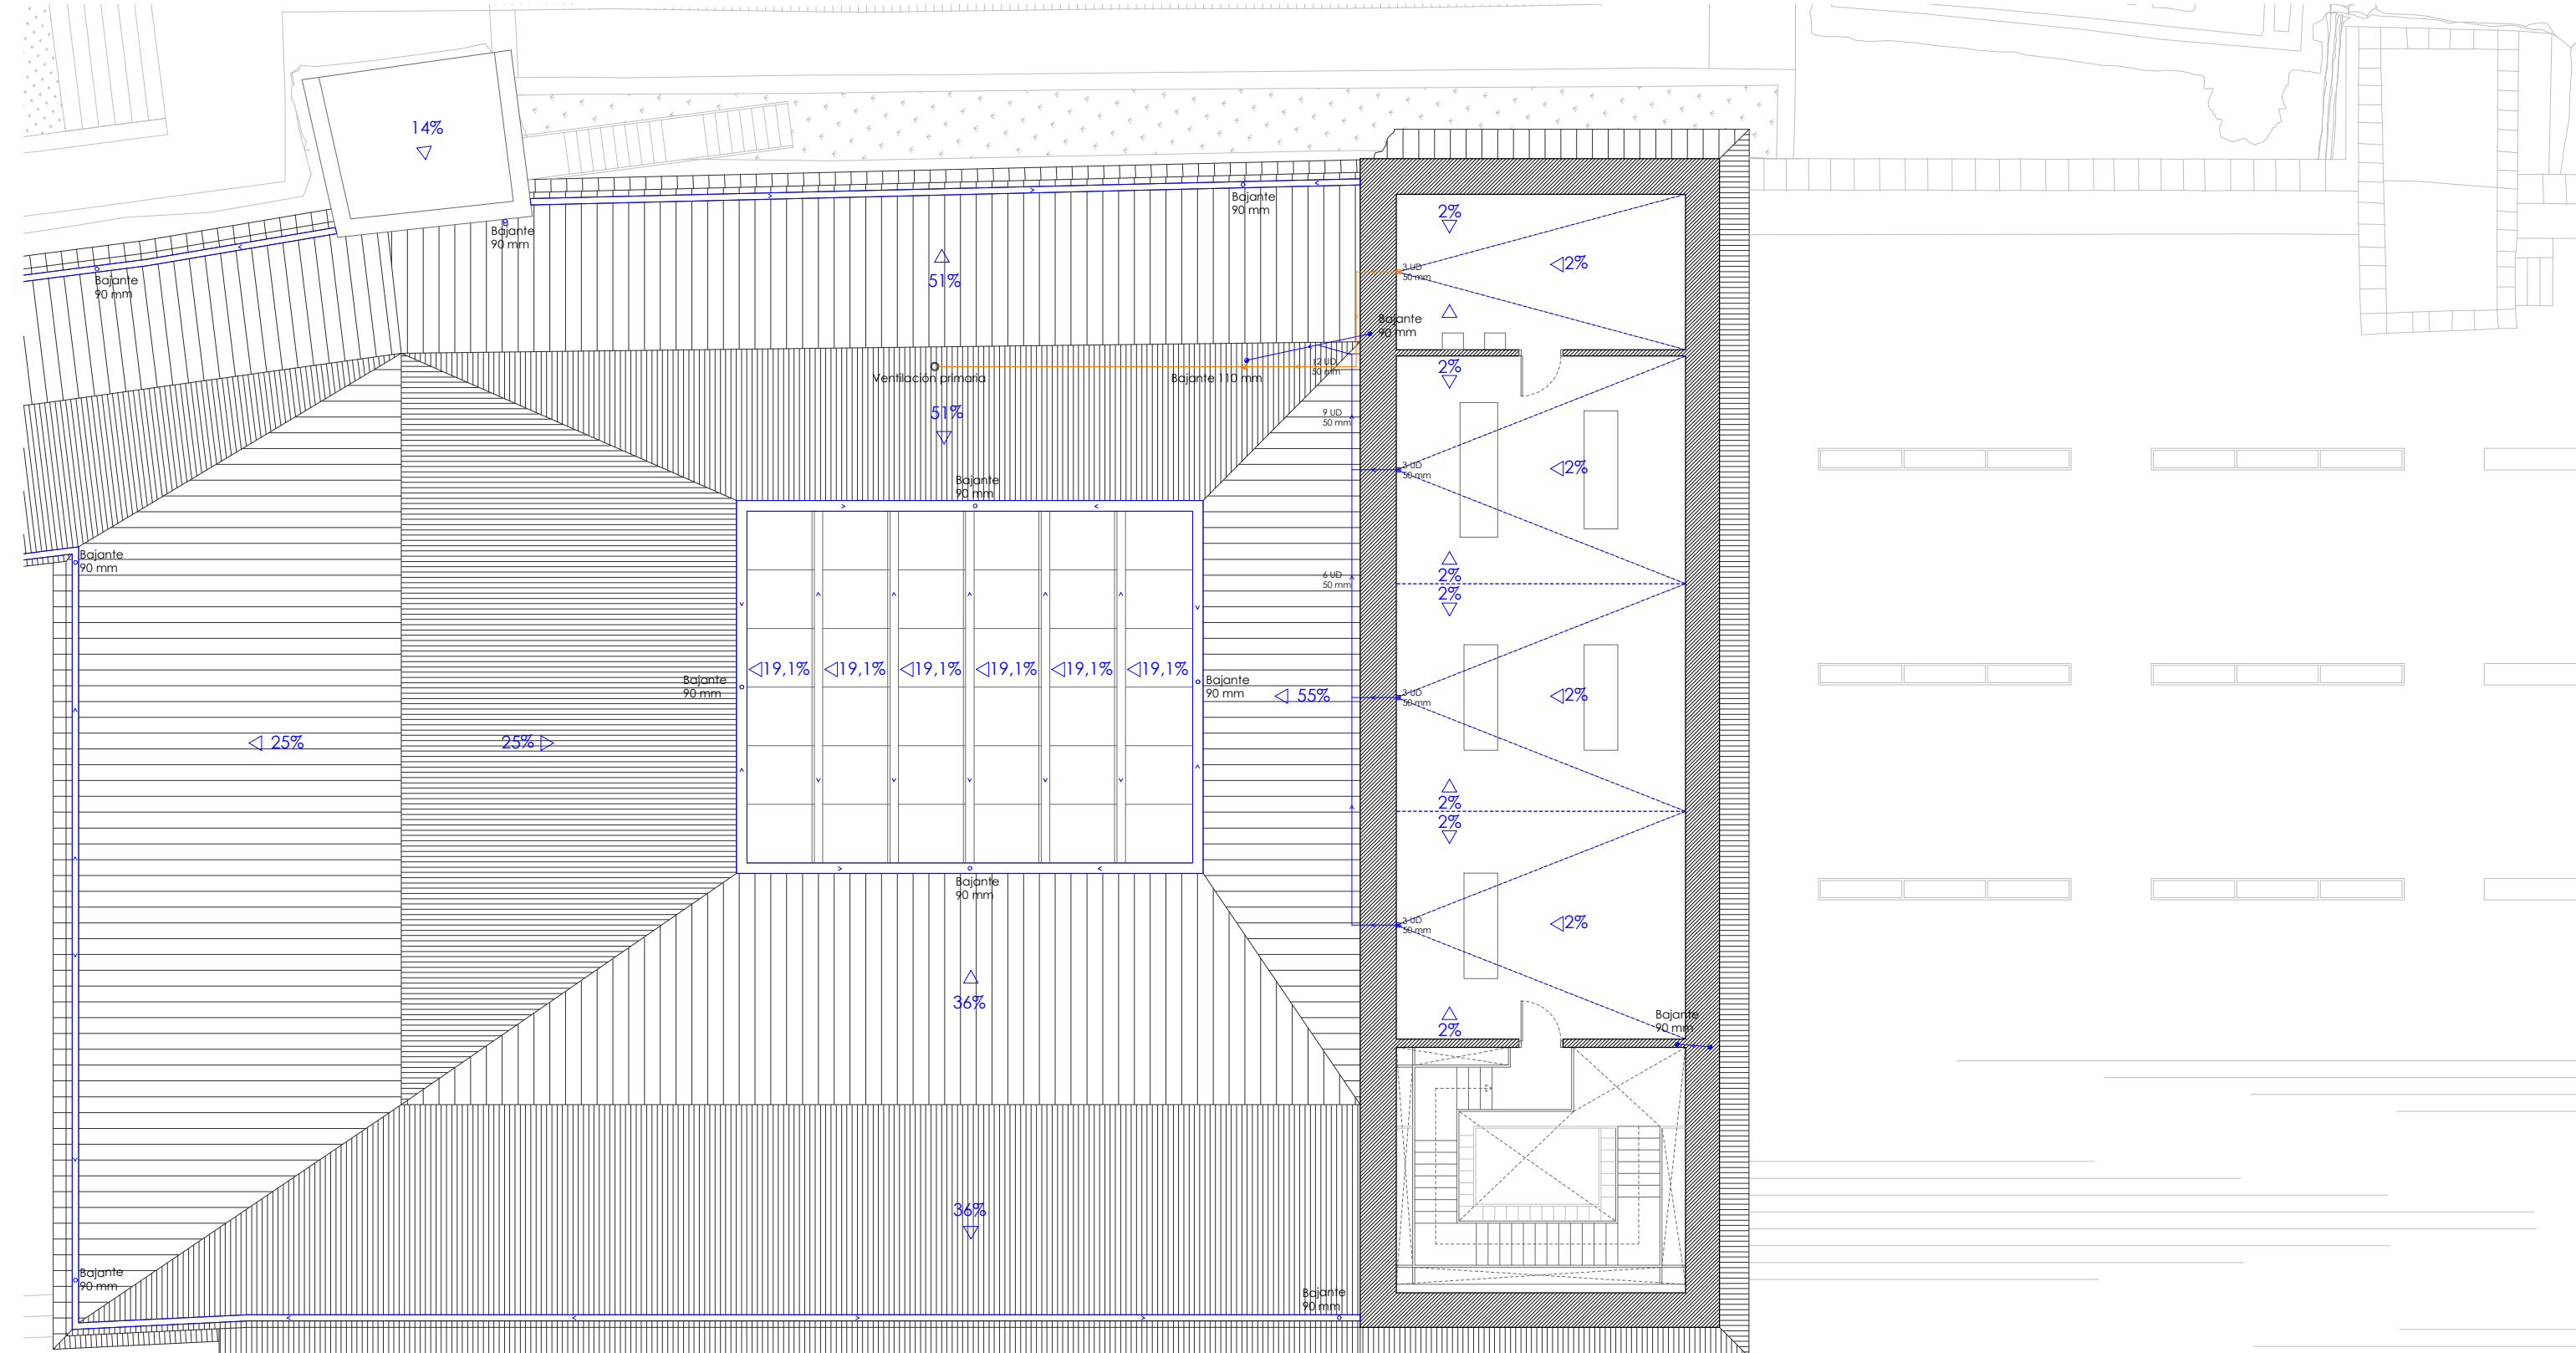 14%
Bajante
90 mm
Bajante
90 mm
Bajante
90 mm
2%
2%
51%
3 UD
50 mm
Bajante
90 mm
12 UD
50 mm
2%
Ventilación primaria
Bajante 110 mm
51%
9 UD
50 mm
3 UD
50 mm
2%
Bajante
90 mm
Bajante
90 mm
6 UD
50 mm
2%
2%
19,1%
19,1%
19,1%
19,1%
19,1%
19,1%
Bajante
90 mm
Bajante
90 mm
55%
3 UD
50 mm
2%
25%
25%
2%
2%
Bajante
90 mm
3 UD
50 mm
2%
36%
2%
Bajante
90 mm
36%
Bajante
90 mm
Bajante
90 mm